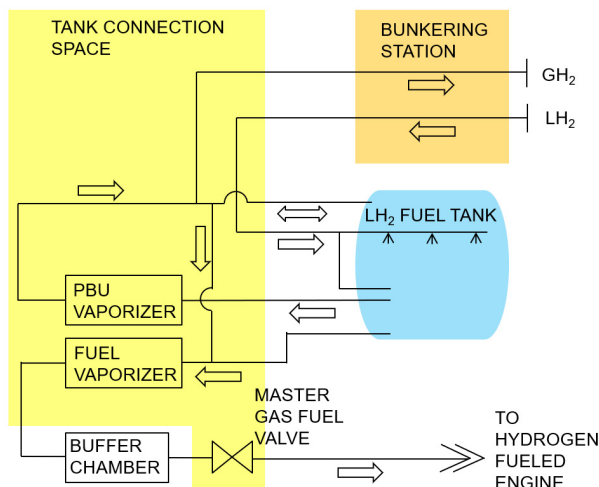 TANK CONNECTION
SPACE
BUNKERING
STATION
GH₂
LH₂
LH₂ FUEL TANK
PBU
VAPORIZER
FUEL
VAPORIZER
MASTER
GAS FUEL
VALVE
BUFFER
CHAMBER
TO
HYDROGEN
FUELED
ENGINE